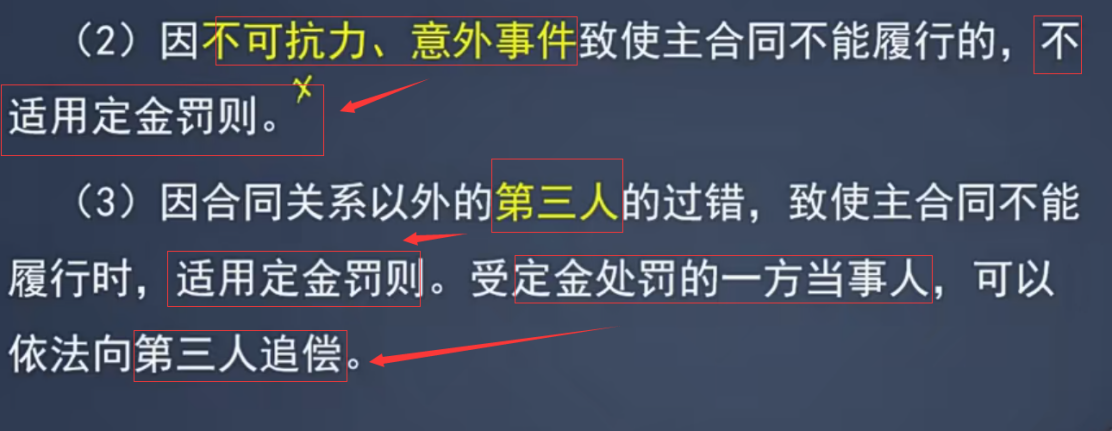 （2）因不可抗力、意外事件致使主合同不能履行的，不
适用定金罚则。
（3）因合同关系以外的第三人的过错，致使主合同不能
履行时，适用定金罚则。受定金处罚的一方当事人，可以
依法向第三人追偿。